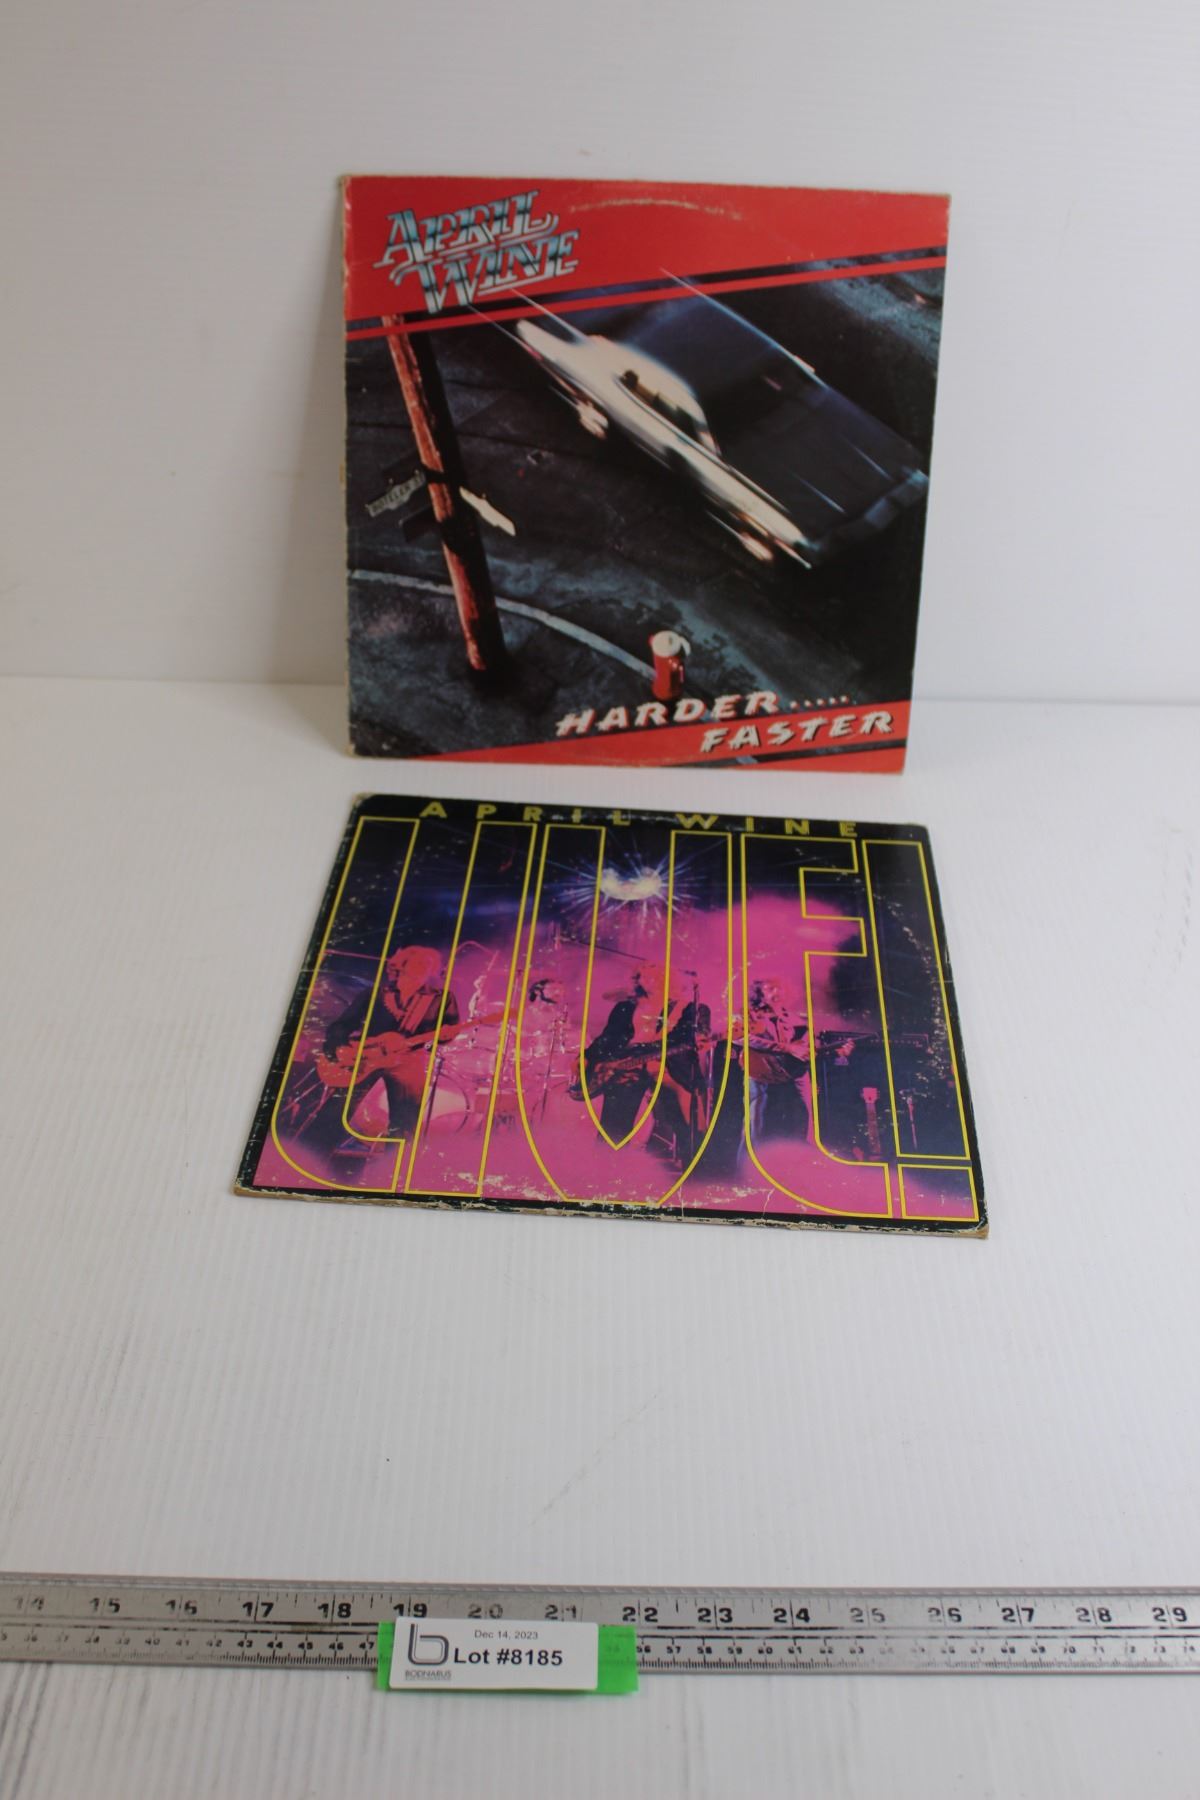 APRIL
WINE
HARDER.....
FASTER
APRIL WINE
LIVE!
14 15 16 17 18 19 20 21 22 23 24 25 26 27 28 29
Dec 14, 2023
Lot #8185
BODNARUS